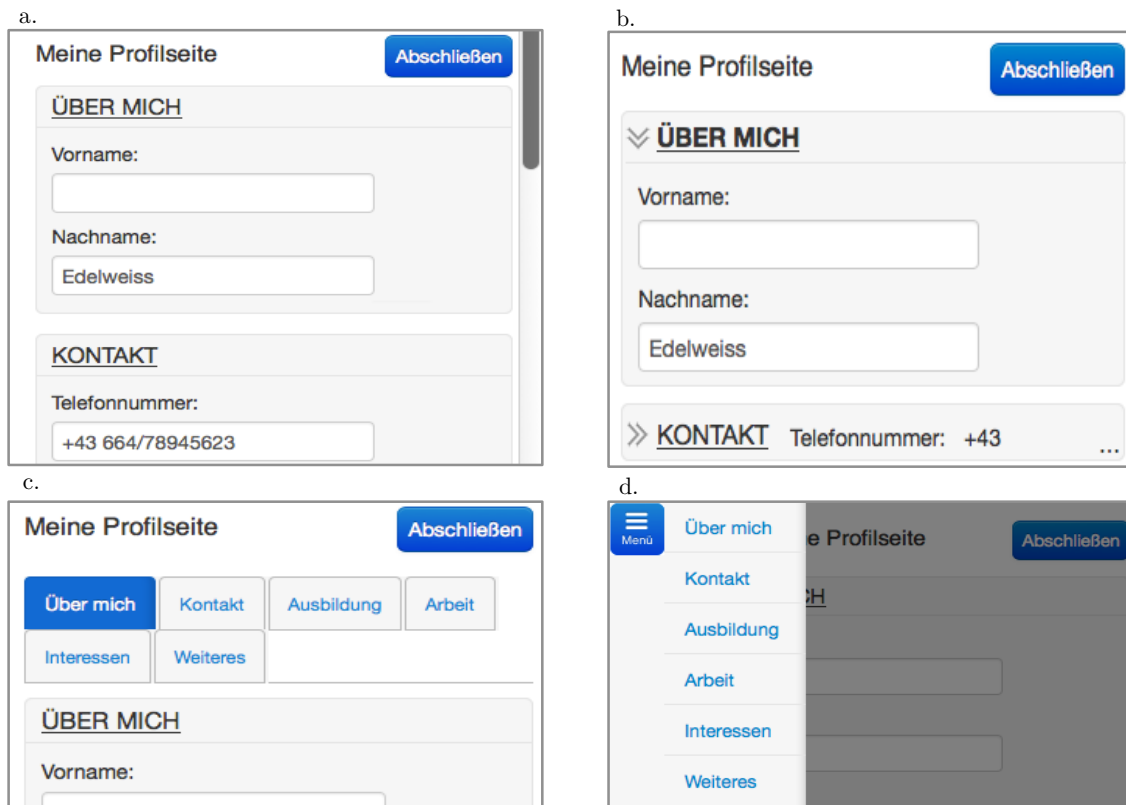 a.
Meine Profilseite Abschließen
ÜBER MICH
Vorname:
Nachname:
Edelweiss
KONTAKT
Telefonnummer:
+43 664/78945623
b.
Meine Profilseite Abschließen
ÜBER MICH
Vorname:
Nachname:
Edelweiss
KONTAKT Telefonnummer: +43 ...
c.
Meine Profilseite Abschließen
Über mich Kontakt Ausbildung Arbeit
Interessen Weiteres
ÜBER MICH
Vorname:
d.
Menü Über mich e Profilseite Abschließen
Kontakt CH
Ausbildung
Arbeit
Interessen
Weiteres